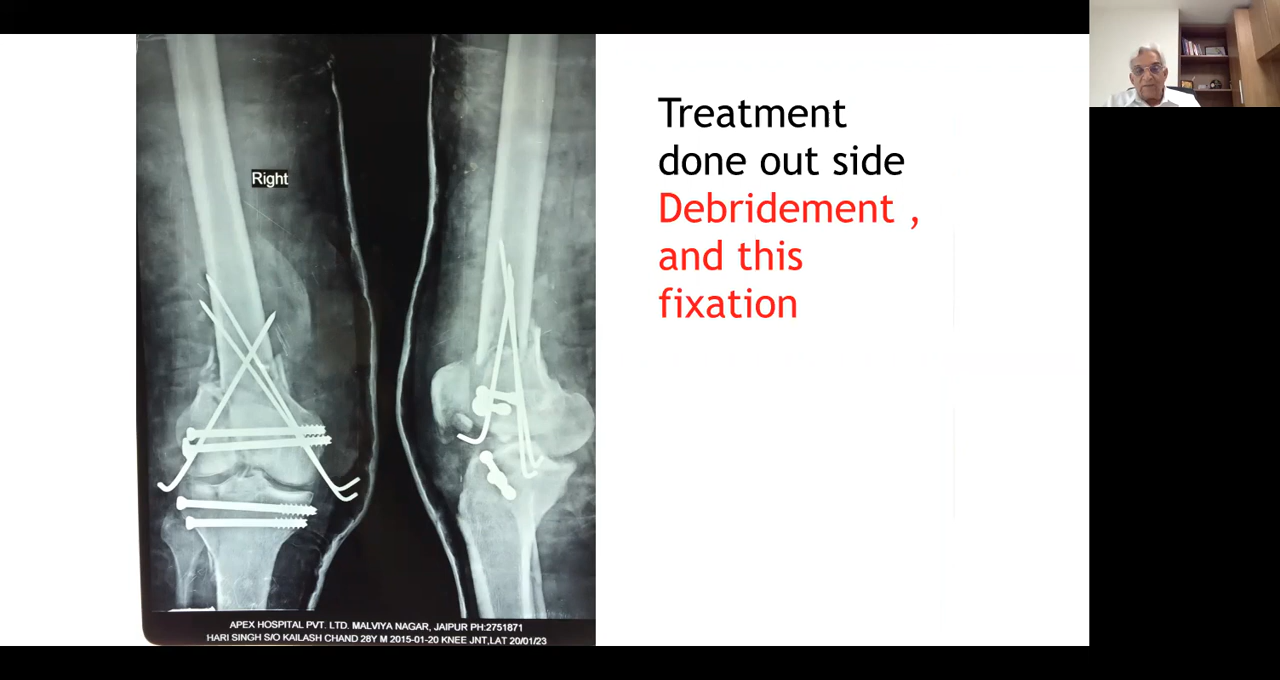 Right
APEX HOSPITAL PVT. LTD. MALVIYA NAGAR, JAIPUR PH:2751871
HARI SINGH S/O KAILASH CHAND 28Y M 2015-01-20 KNEE JNT,LAT 20/01/23
Treatment
done out side
Debridement ,
and this
fixation